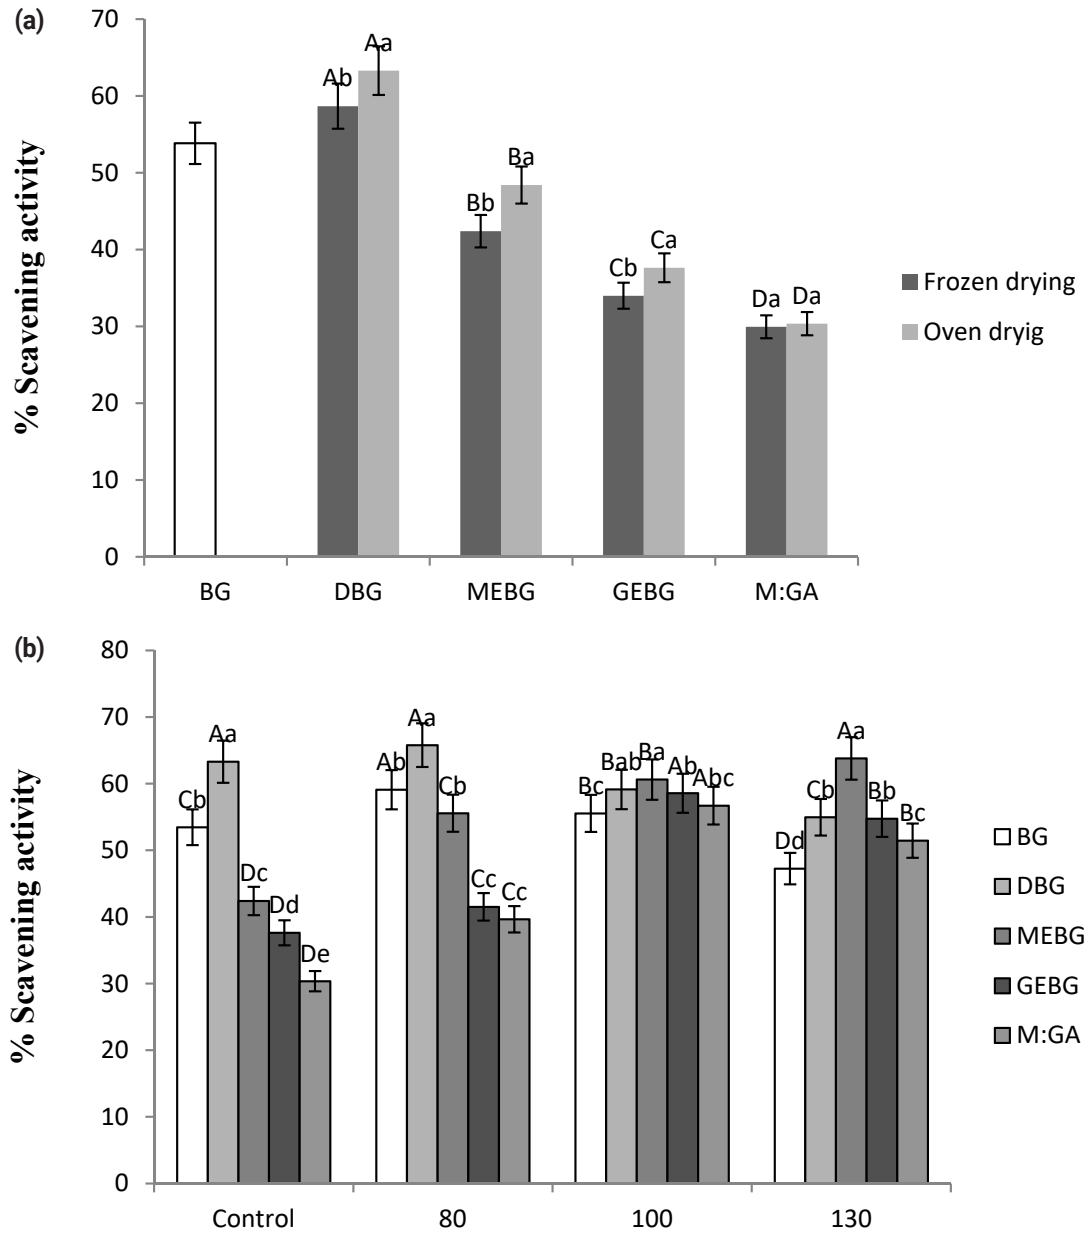 (a)
% Scavening activity
70
60
50
40
30
20
10
0
Ab
Aa
Bb
Ba
Cb
Ca
Da
Da
BG
DBG
MEBG
GEBG
M:GA
Frozen drying
Oven dryig
(b)
% Scavening activity
80
70
60
50
40
30
20
10
0
Cb
Aa
Dc
Dd
De
Ab
Aa
Cb
Cc
Cc
Bc
Bab
Ba
Ab
Abc
Dd
Cb
Aa
Bb
Bc
Control
80
100
130
BG
DBG
MEBG
GEBG
M:GA